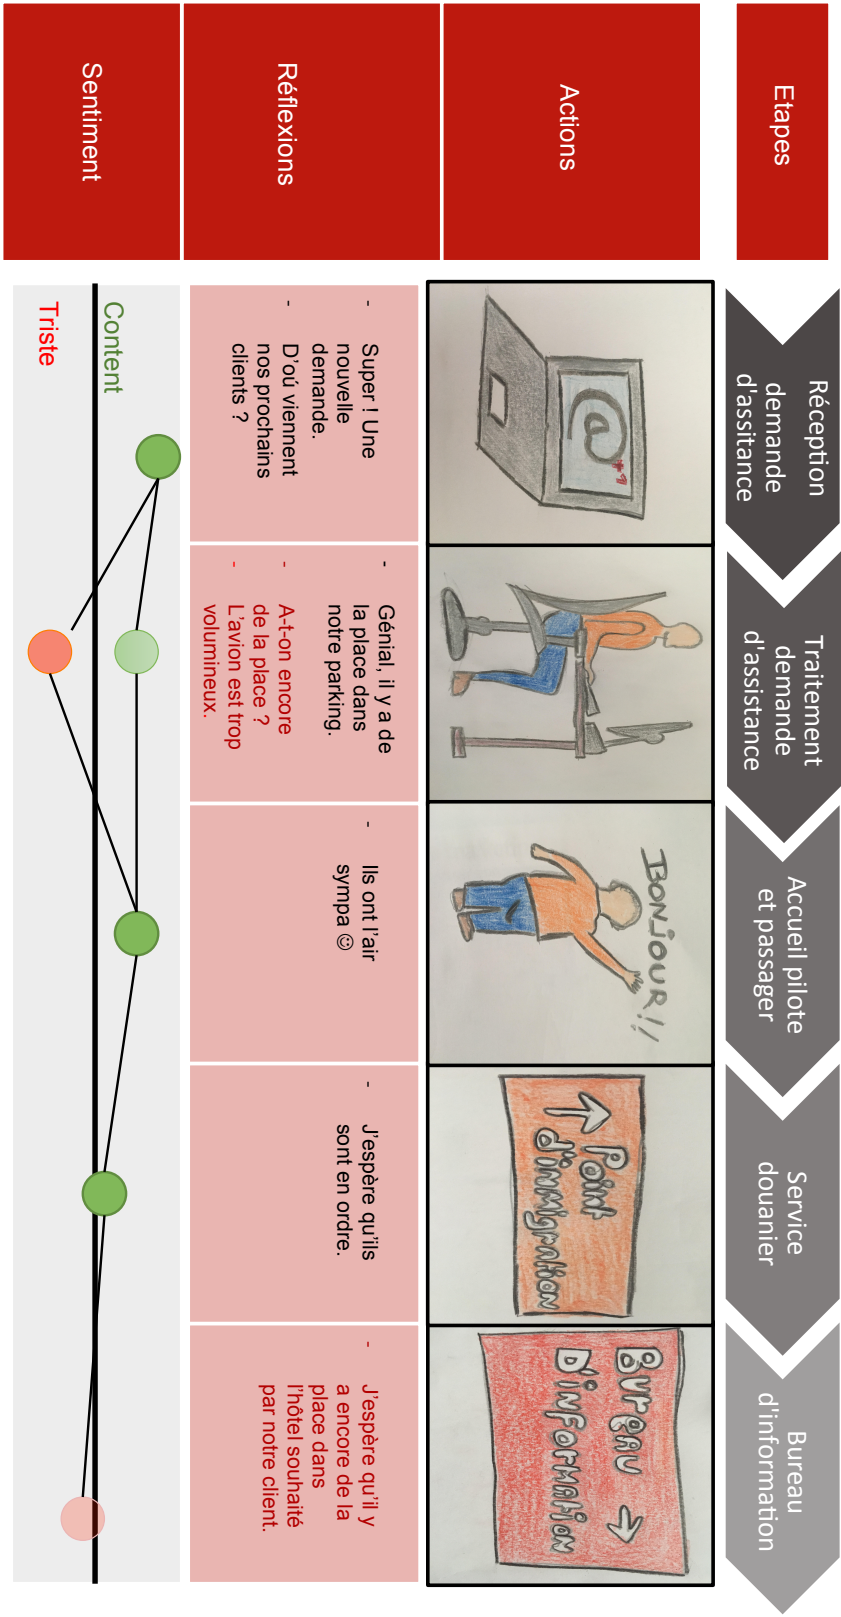 Etapes
Réception
demande
d'assitance
Traitement
demande
d'assistance
Accueil pilote
et passager
Service
douanier
Bureau
d'information
Actions
@
+1
BONJOUR!!
Point
d'immigration
BUREAU
D'INFORMATION
Réflexions
- Super ! Une
nouvelle
demande.
- D'oú viennent
nos prochains
clients ?
- Génial, il y a de
la place dans
notre parking.
- A-t-on encore
de la place ?
- L'avion est trop
volumineux.
- Ils ont l'air
sympa ☺
- J'espère qu'ils
sont en ordre.
- J'espère qu'il y
a encore de la
place dans
l'hôtel souhaité
par notre client.
Sentiment
Content
Triste